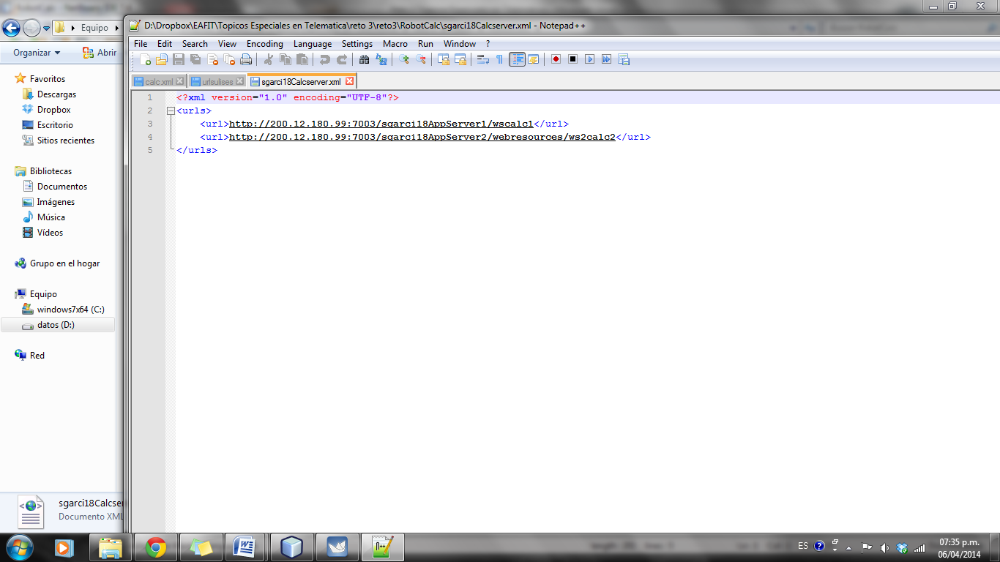 D:\Dropbox\EAFIT\Topicos Especiales en Telematica\reto 3\reto3\RobotCalc\sgarci18Calcserver.xml - Notepad++
Equipo
File Edit Search View Encoding Language Settings Macro Run Window ?
Organizar Abrir
calc.xml urlsulises sgarci18Calcserver.xml
1 <?xml version="1.0" encoding="UTF-8"?>
2 <urls>
3 <url>http://200.12.180.99:7003/sgarci18AppServer1/wscalc1</url>
4 <url>http://200.12.180.99:7003/sgarci18AppServer2/webresources/ws2calc2</url>
5 </urls>
Favoritos
Descargas
Dropbox
Escritorio
Sitios recientes
Bibliotecas
Documentos
Imágenes
Música
Vídeos
Grupo en el hogar
Equipo
windows7x64 (C:)
datos (D:)
Red
sgarci18Calcser
Documento XML
ES
07:35 p.m.
06/04/2014